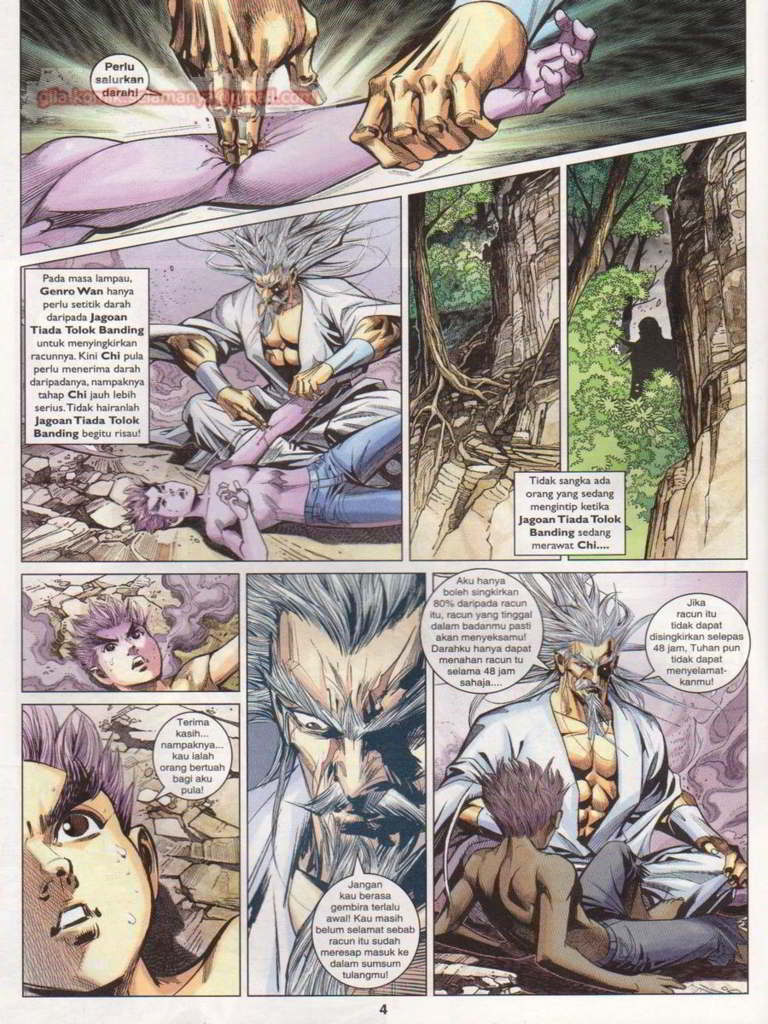 Perlu
salurkan
darah!
Pada masa lampau,
Genro Wan hanya
perlu setitik darah
daripada Jagoan
Tiada Tolok Banding
untuk menyingkirkan
racunnya. Kini Chi pula
perlu menerima darah
daripadanya, nampaknya
tahap Chi jauh lebih
serius. Tidak hairanlah
Jagoan Tiada Tolok
Banding begitu risau!
Tidak sangka ada
orang yang sedang
mengintip ketika
Jagoan Tiada Tolok
Banding sedang
merawat Chi....
Terima
kasih...
nampaknya...
kau ialah
orang bertuah
bagi aku
pula!
Jangan
kau berasa
gembira terlalu
awal! Kau masih
belum selamat sebab
racun itu sudah
meresap masuk ke
dalam sumsum
tulangmu!
Aku hanya
boleh singkirkan
80% daripada racun
itu, racun yang tinggal
dalam badanmu pasti
akan menyeksamu!
Darahku hanya dapat
menahan racun tu
selama 48 jam
sahaja....
Jika
racun itu
tidak dapat
disingkirkan selepas
48 jam, Tuhan pun
tidak dapat
menyelamat-
kanmu!
4